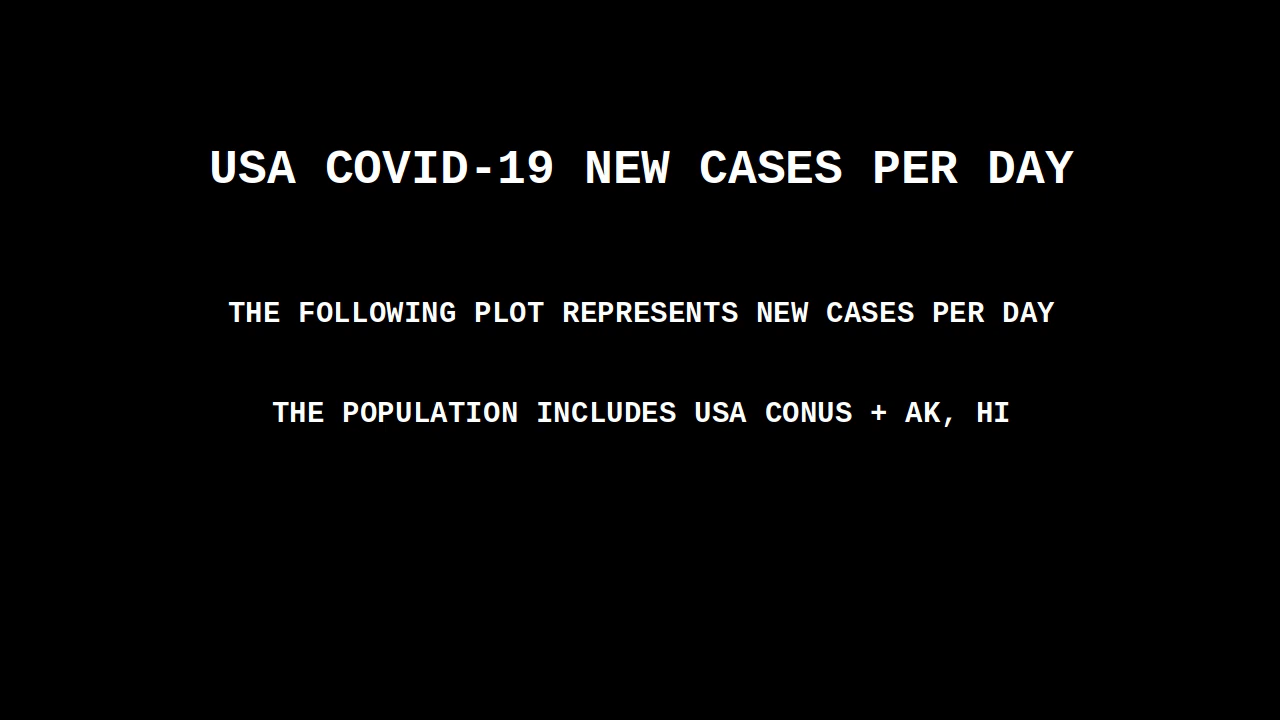 USA COVID-19 NEW CASES PER DAY
THE FOLLOWING PLOT REPRESENTS NEW CASES PER DAY
THE POPULATION INCLUDES USA CONUS + AK, HI